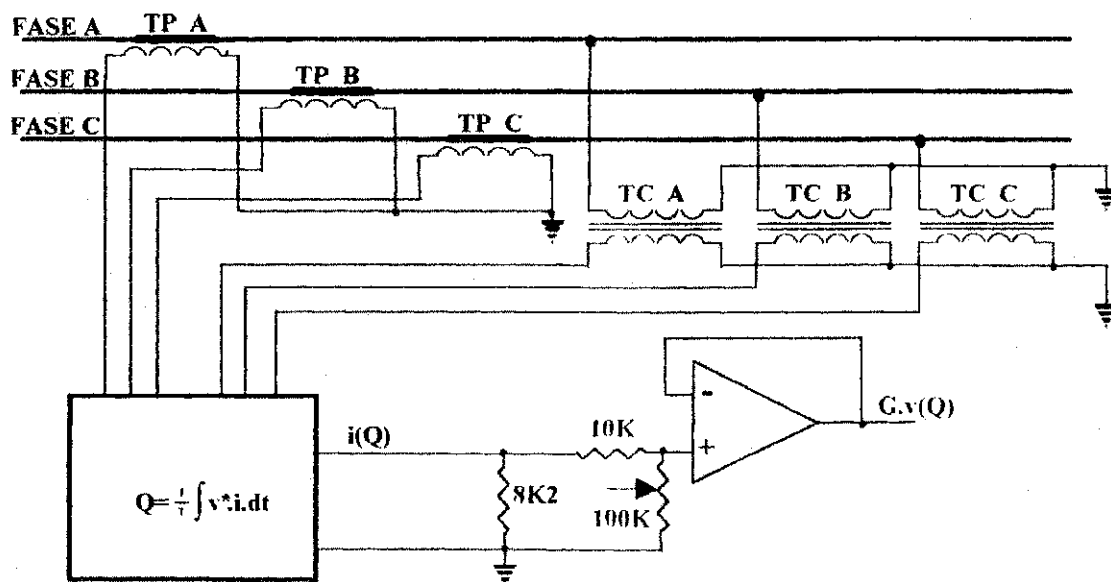 FASE A
TP A
FASE B
TP B
FASE C
TP C
TC A
TC B
TC C
i(Q)
10K
-
+
G.v(Q)
8K2
100K
Q= 1/T ∫ v*.i.dt